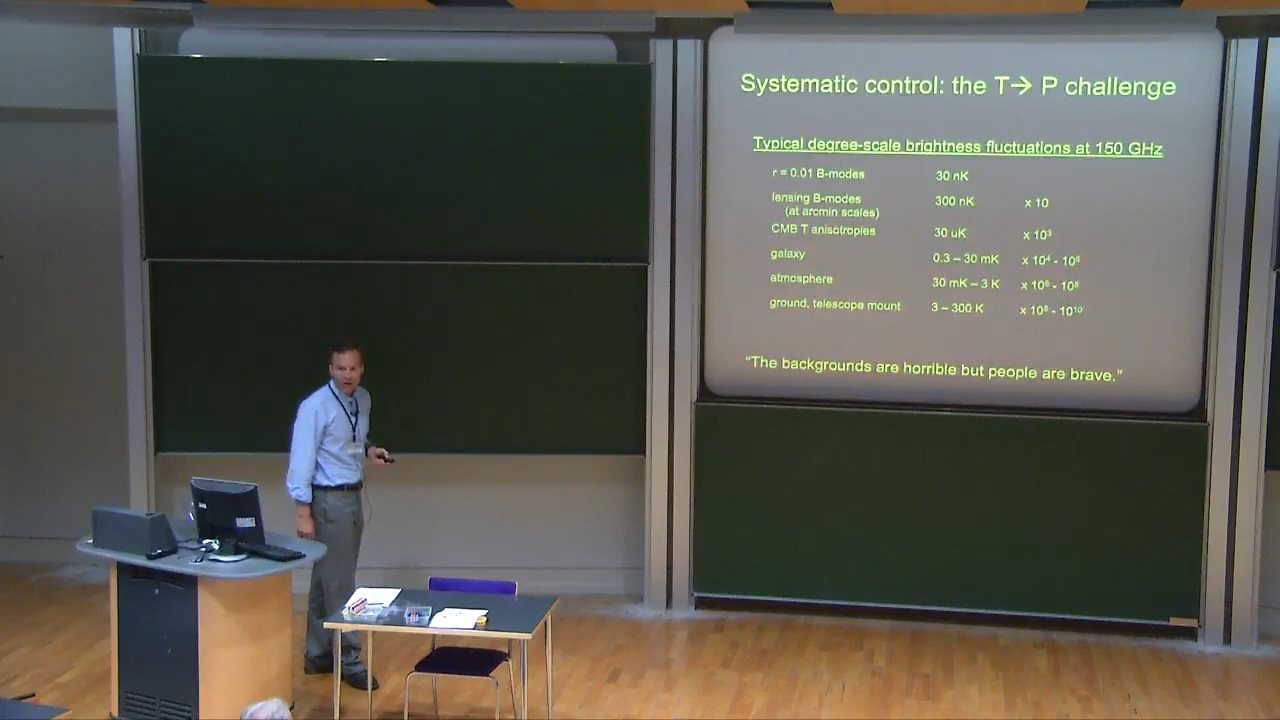 Systematic control: the T→ P challenge
Typical degree-scale brightness fluctuations at 150 GHz
r = 0.01 B-modes 30 nK
lensing B-modes 300 nK x 10
(at arcmin scales)
CMB T anisotropies 30 uK x 10³
galaxy 0.3 – 30 mK x 10⁴ - 10⁶
atmosphere 30 mK – 3 K x 10⁶ - 10⁸
ground, telescope mount 3 – 300 K x 10⁸ - 10¹⁰
“The backgrounds are horrible but people are brave.”